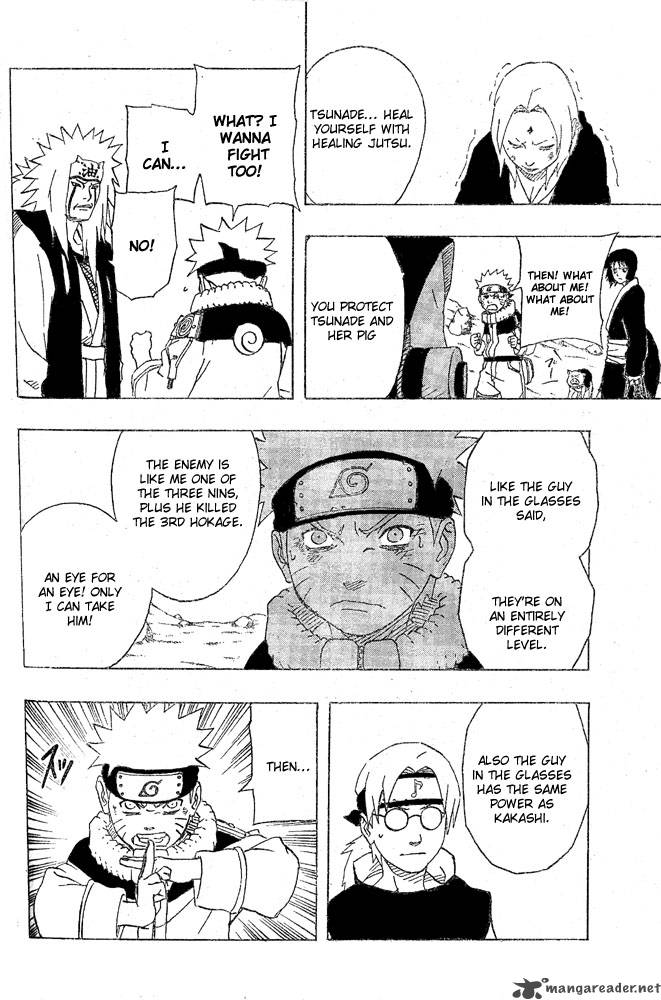 TSUNADE... HEAL
YOURSELF WITH
HEALING JUTSU.
WHAT? I
WANNA
FIGHT
TOO!
I
CAN...
NO!
THEN! WHAT
ABOUT ME!
WHAT ABOUT
ME!
YOU PROTECT
TSUNADE AND
HER PIG
LIKE THE GUY
IN THE GLASSES
SAID,
THEY'RE ON
AN ENTIRELY
DIFFERENT
LEVEL.
THE ENEMY IS
LIKE ME ONE OF
THE THREE NINS,
PLUS HE KILLED
THE 3RD HOKAGE.
AN EYE FOR
AN EYE! ONLY
I CAN TAKE
HIM!
ALSO THE GUY
IN THE GLASSES
HAS THE SAME
POWER AS
KAKASHI.
THEN...
mangareader.net